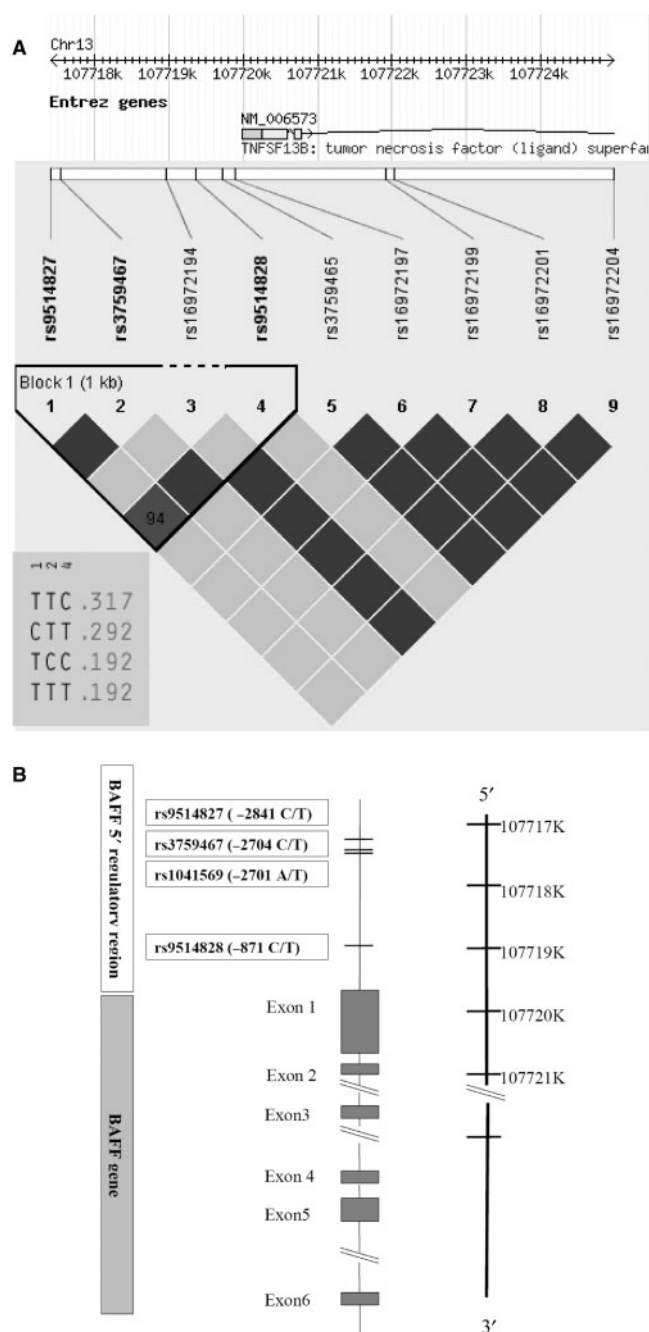 A
Chr13
107718k 107719k 107720k 107721k 107722k 107723k 107724k
Entrez genes
NM_006573
TNFSF13B: tumor necrosis factor (ligand) superfam
rs9514827
rs3759467
rs16972194
rs9514828
rs3759465
rs16972197
rs16972199
rs16972201
rs16972204
Block 1 (1 kb)
1 2 3 4 5 6 7 8 9
94
1 2 4
TTC .317
CTT .292
TCC .192
TTT .192
B
BAFF 5′ regulatory region
BAFF gene
rs9514827 (−2841 C/T)
rs3759467 (−2704 C/T)
rs1041569 (−2701 A/T)
rs9514828 (−871 C/T)
Exon 1
Exon 2
Exon3
Exon 4
Exon5
Exon6
5′
107717K
107718K
107719K
107720K
107721K
3′